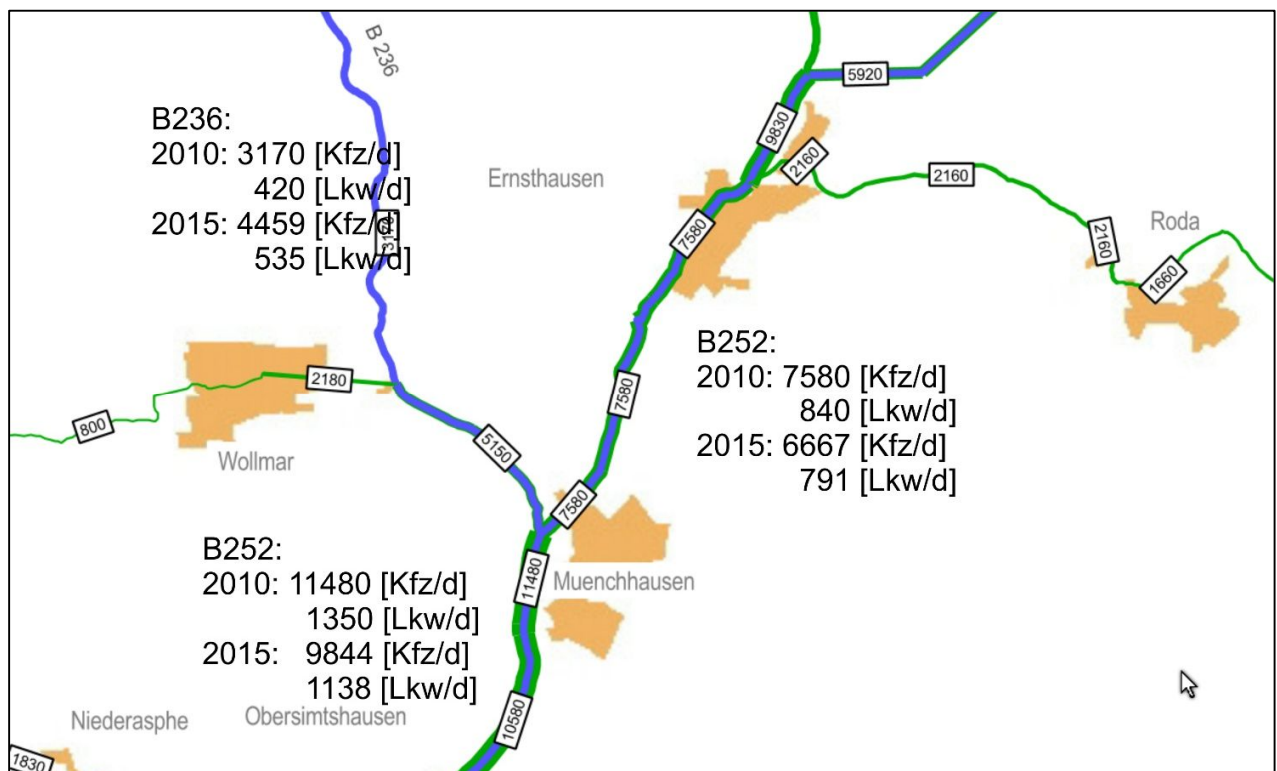 B 236
5920
B236:
2010: 3170 [Kfz/d]
420 [Lkw/d]
2015: 4459 [Kfz/d]
535 [Lkw/d]
3170
9830
2160
Ernsthausen
2160
7580
2160
Roda
1660
B252:
2010: 7580 [Kfz/d]
840 [Lkw/d]
2015: 6667 [Kfz/d]
791 [Lkw/d]
2180
7580
800
5150
Wollmar
7580
B252:
2010: 11480 [Kfz/d]
1350 [Lkw/d]
2015: 9844 [Kfz/d]
1138 [Lkw/d]
11480
Muenchhausen
Niederasphe
Obersimtshausen
10580
1830